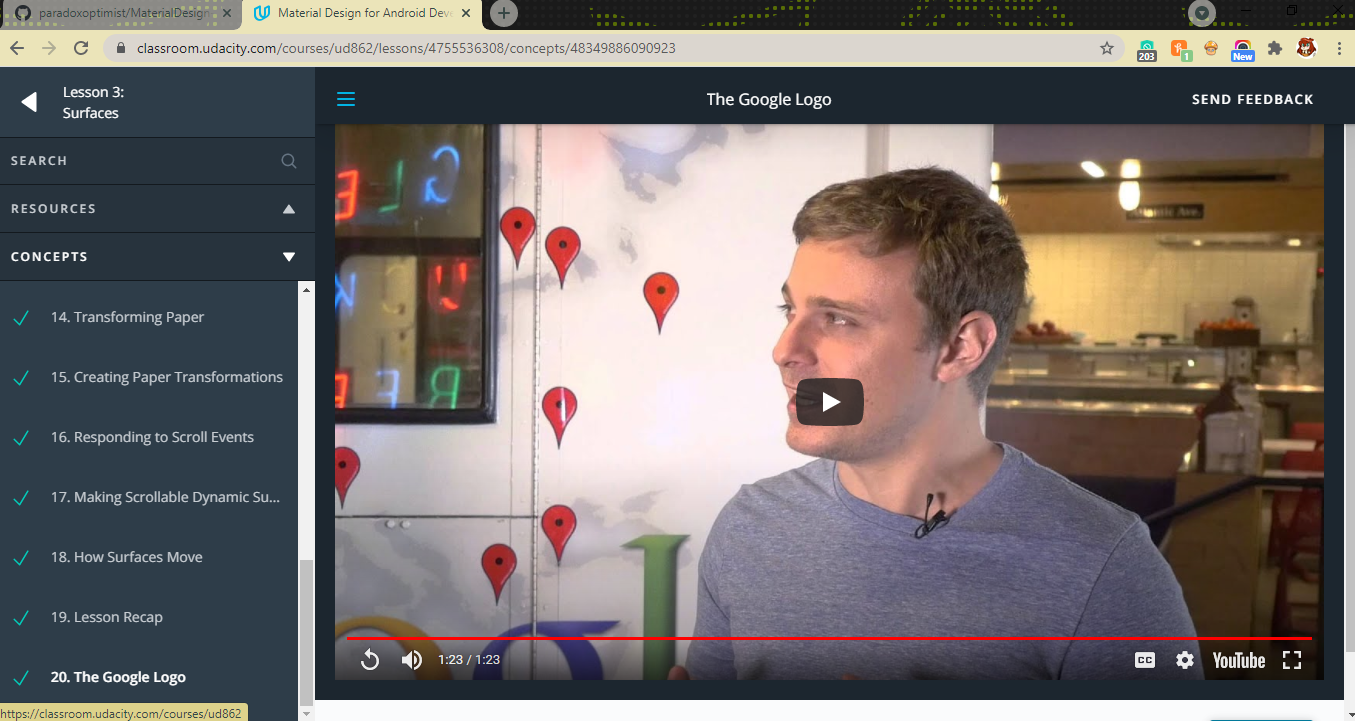 paradoxoptimist/MaterialDesign
Material Design for Android Deve
classroom.udacity.com/courses/ud862/lessons/4755536308/concepts/48349886090923
203
1
New
Lesson 3:
Surfaces
The Google Logo
SEND FEEDBACK
SEARCH
RESOURCES
CONCEPTS
14. Transforming Paper
15. Creating Paper Transformations
16. Responding to Scroll Events
17. Making Scrollable Dynamic Su...
18. How Surfaces Move
19. Lesson Recap
20. The Google Logo
1:23 / 1:23
CC
YouTube
https://classroom.udacity.com/courses/ud862